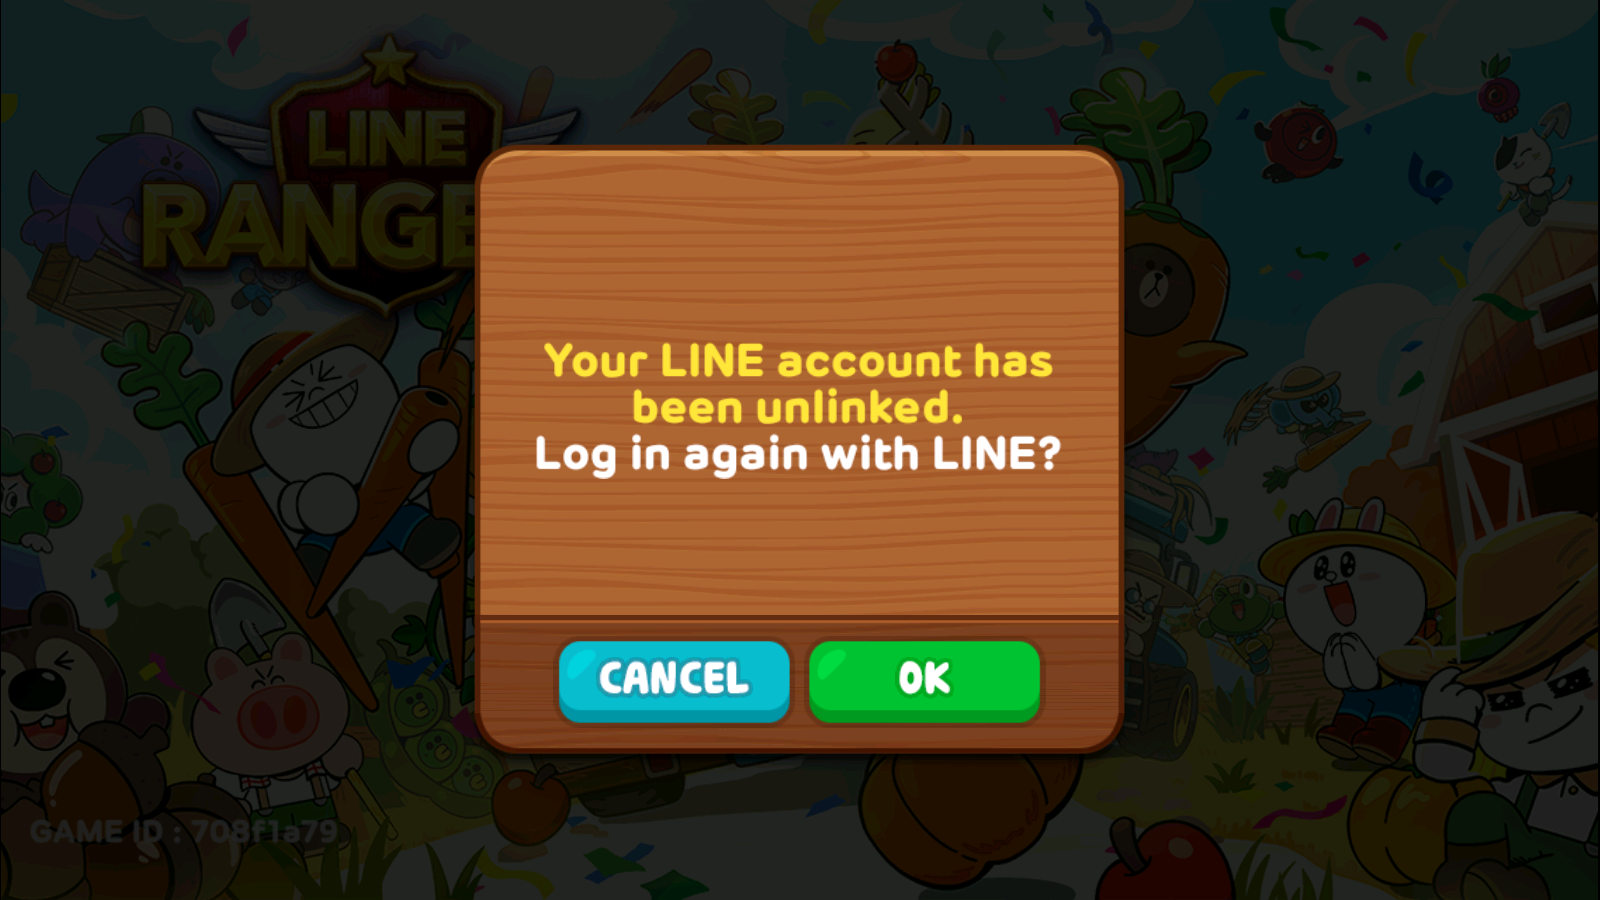 LINE
RANGE
Your LINE account has
been unlinked.
Log in again with LINE?
CANCEL
OK
GAME ID : 708f1a79